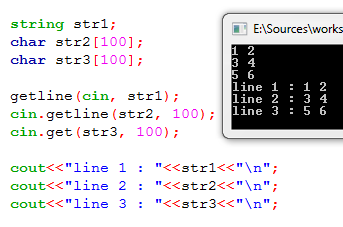 string str1;
char str2[100];
char str3[100];
getline(cin, str1);
cin.getline(str2, 100);
cin.get(str3, 100);
cout<<"line 1 : "<<str1<<"\n";
cout<<"line 2 : "<<str2<<"\n";
cout<<"line 3 : "<<str3<<"\n";
E:\Sources\works
1 2
3 4
5 6
line 1 : 1 2
line 2 : 3 4
line 3 : 5 6